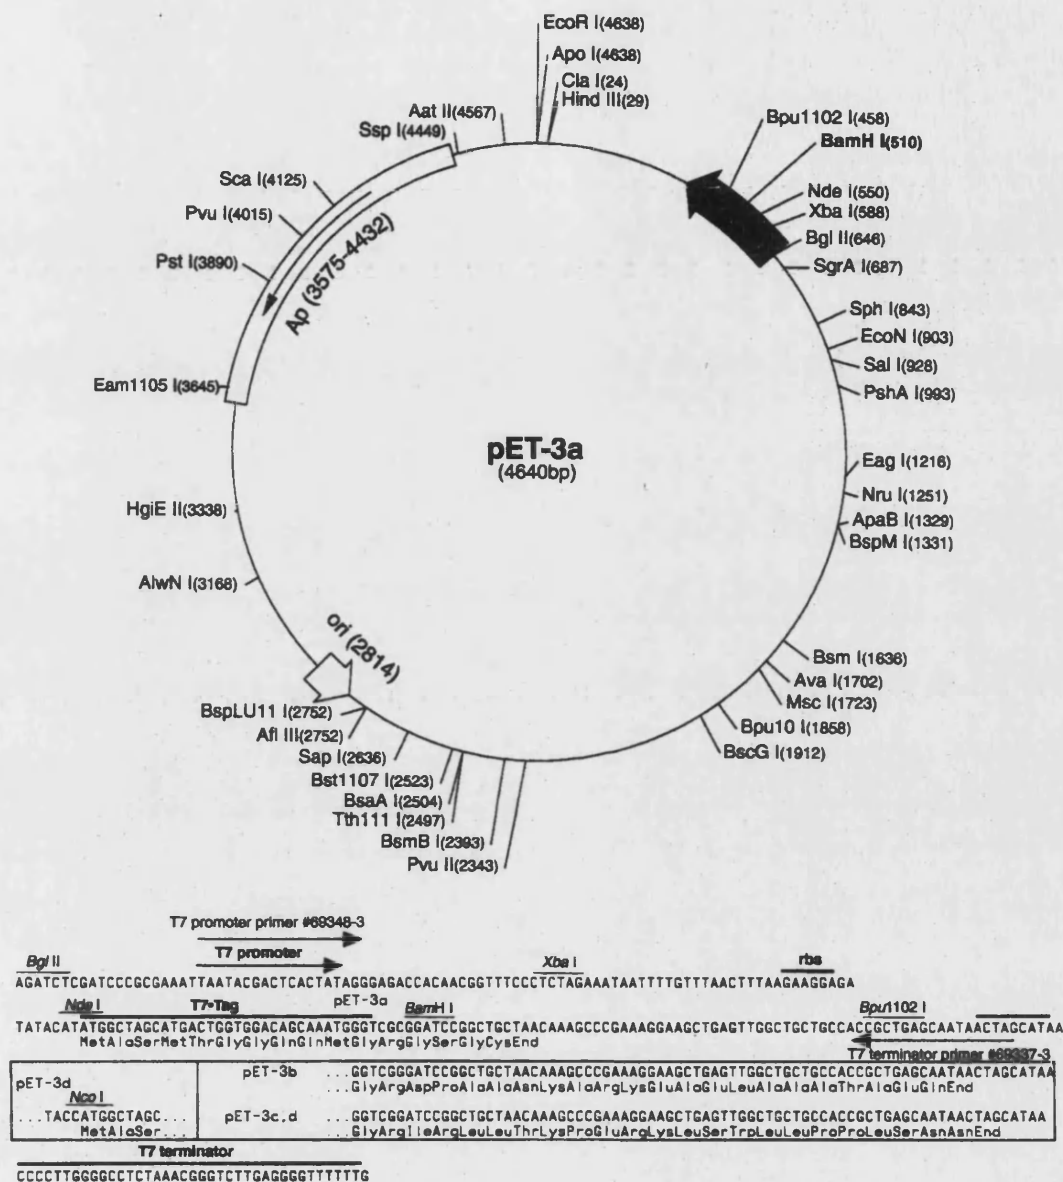 EcoR I(4638)
Apo I(4638)
Cla I(24)
Hind III(29)
Aat II(4567)
Ssp I(4449)
Sca I(4125)
Pvu I(4015)
Pst I(3890)
Ap (3575-4432)
Eam1105 I(3645)
HgiE II(3338)
AlwN I(3168)
ori (2814)
BspLU11 I(2752)
Afl III(2752)
Sap I(2636)
Bst1107 I(2523)
BsaA I(2504)
Tth111 I(2497)
BsmB I(2393)
Pvu II(2343)
Bpu1102 I(458)
BamH I(510)
Nde I(550)
Xba I(588)
Bgl II(646)
SgrA I(687)
Sph I(843)
EcoN I(903)
Sal I(928)
PshA I(993)
Eag I(1216)
Nru I(1251)
ApaB I(1329)
BspM I(1331)
Bsm I(1636)
Ava I(1702)
Msc I(1723)
Bpu10 I(1858)
BscG I(1912)
pET-3a
(4640bp)
T7 promoter primer #69348-3
Bgl II T7 promoter Xba I rbs
AGATCTCGATCCCGCGAAATTAATACGACTCACTATAGGGAGACCACAACGGTTTCCCTCTAGAAATAATTTTGTTTAACTTTAAGAAGGAGA
Nde I T7•Tag pET-3a BamH I Bpu1102 I
TATACATATGGCTAGCATGACTGGTGGACAGCAAATGGGTCGCGGATCCGGCTGCTAACAAAGCCCGAAAGGAAGCTGAGTTGGCTGCTGCCACCGCTGAGCAATAACTAGCATAA
MetAlaSerMetThrGlyGlyGlnGlnMetGlyArgGlySerGlyCysEnd
T7 terminator primer #69337-3
pET-3b ...GGTCGGGATCCGGCTGCTAACAAAGCCCGAAAGGAAGCTGAGTTGGCTGCTGCCACCGCTGAGCAATAACTAGCATAA
GlyArgAspProAlaAlaAsnLysAlaArgLysGluAlaGluLeuAlaAlaAlaThrAlaGluGlnEnd
pET-3d
Nco I
...TACCATGGCTAGC...
MetAlaSer
pET-3c,d ...GGTCGGATCCGGCTGCTAACAAAGCCCGAAAGGAAGCTGAGTTGGCTGCTGCCACCGCTGAGCAATAACTAGCATAA
GlyArgIleArgLeuLeuThrLysProGluArgLysLeuSerTrpLeuLeuProProLeuSerAsnAsnEnd
T7 terminator
CCCCTTGGGGCCTCTAAACGGGTCTTGAGGGGTTTTTTG